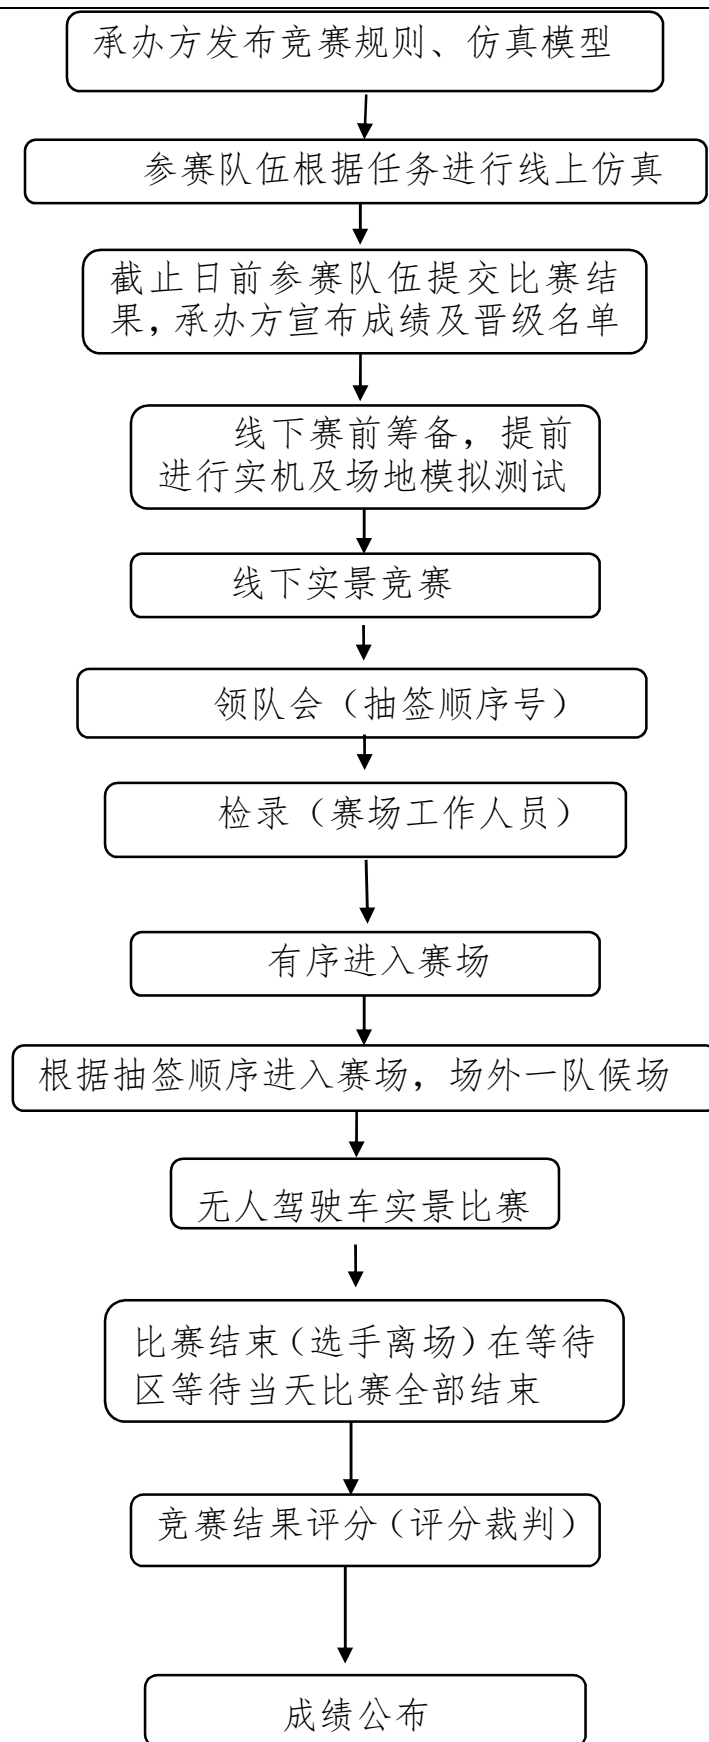 承办方发布竞赛规则、仿真模型
参赛队伍根据任务进行线上仿真
截止日前参赛队伍提交比赛结
果，承办方宣布成绩及晋级名单
线下赛前筹备，提前
进行实机及场地模拟测试
线下实景竞赛
领队会（抽签顺序号）
检录（赛场工作人员）
有序进入赛场
根据抽签顺序进入赛场，场外一队候场
无人驾驶车实景比赛
比赛结束（选手离场）在等待
区等待当天比赛全部结束
竞赛结果评分（评分裁判）
成绩公布